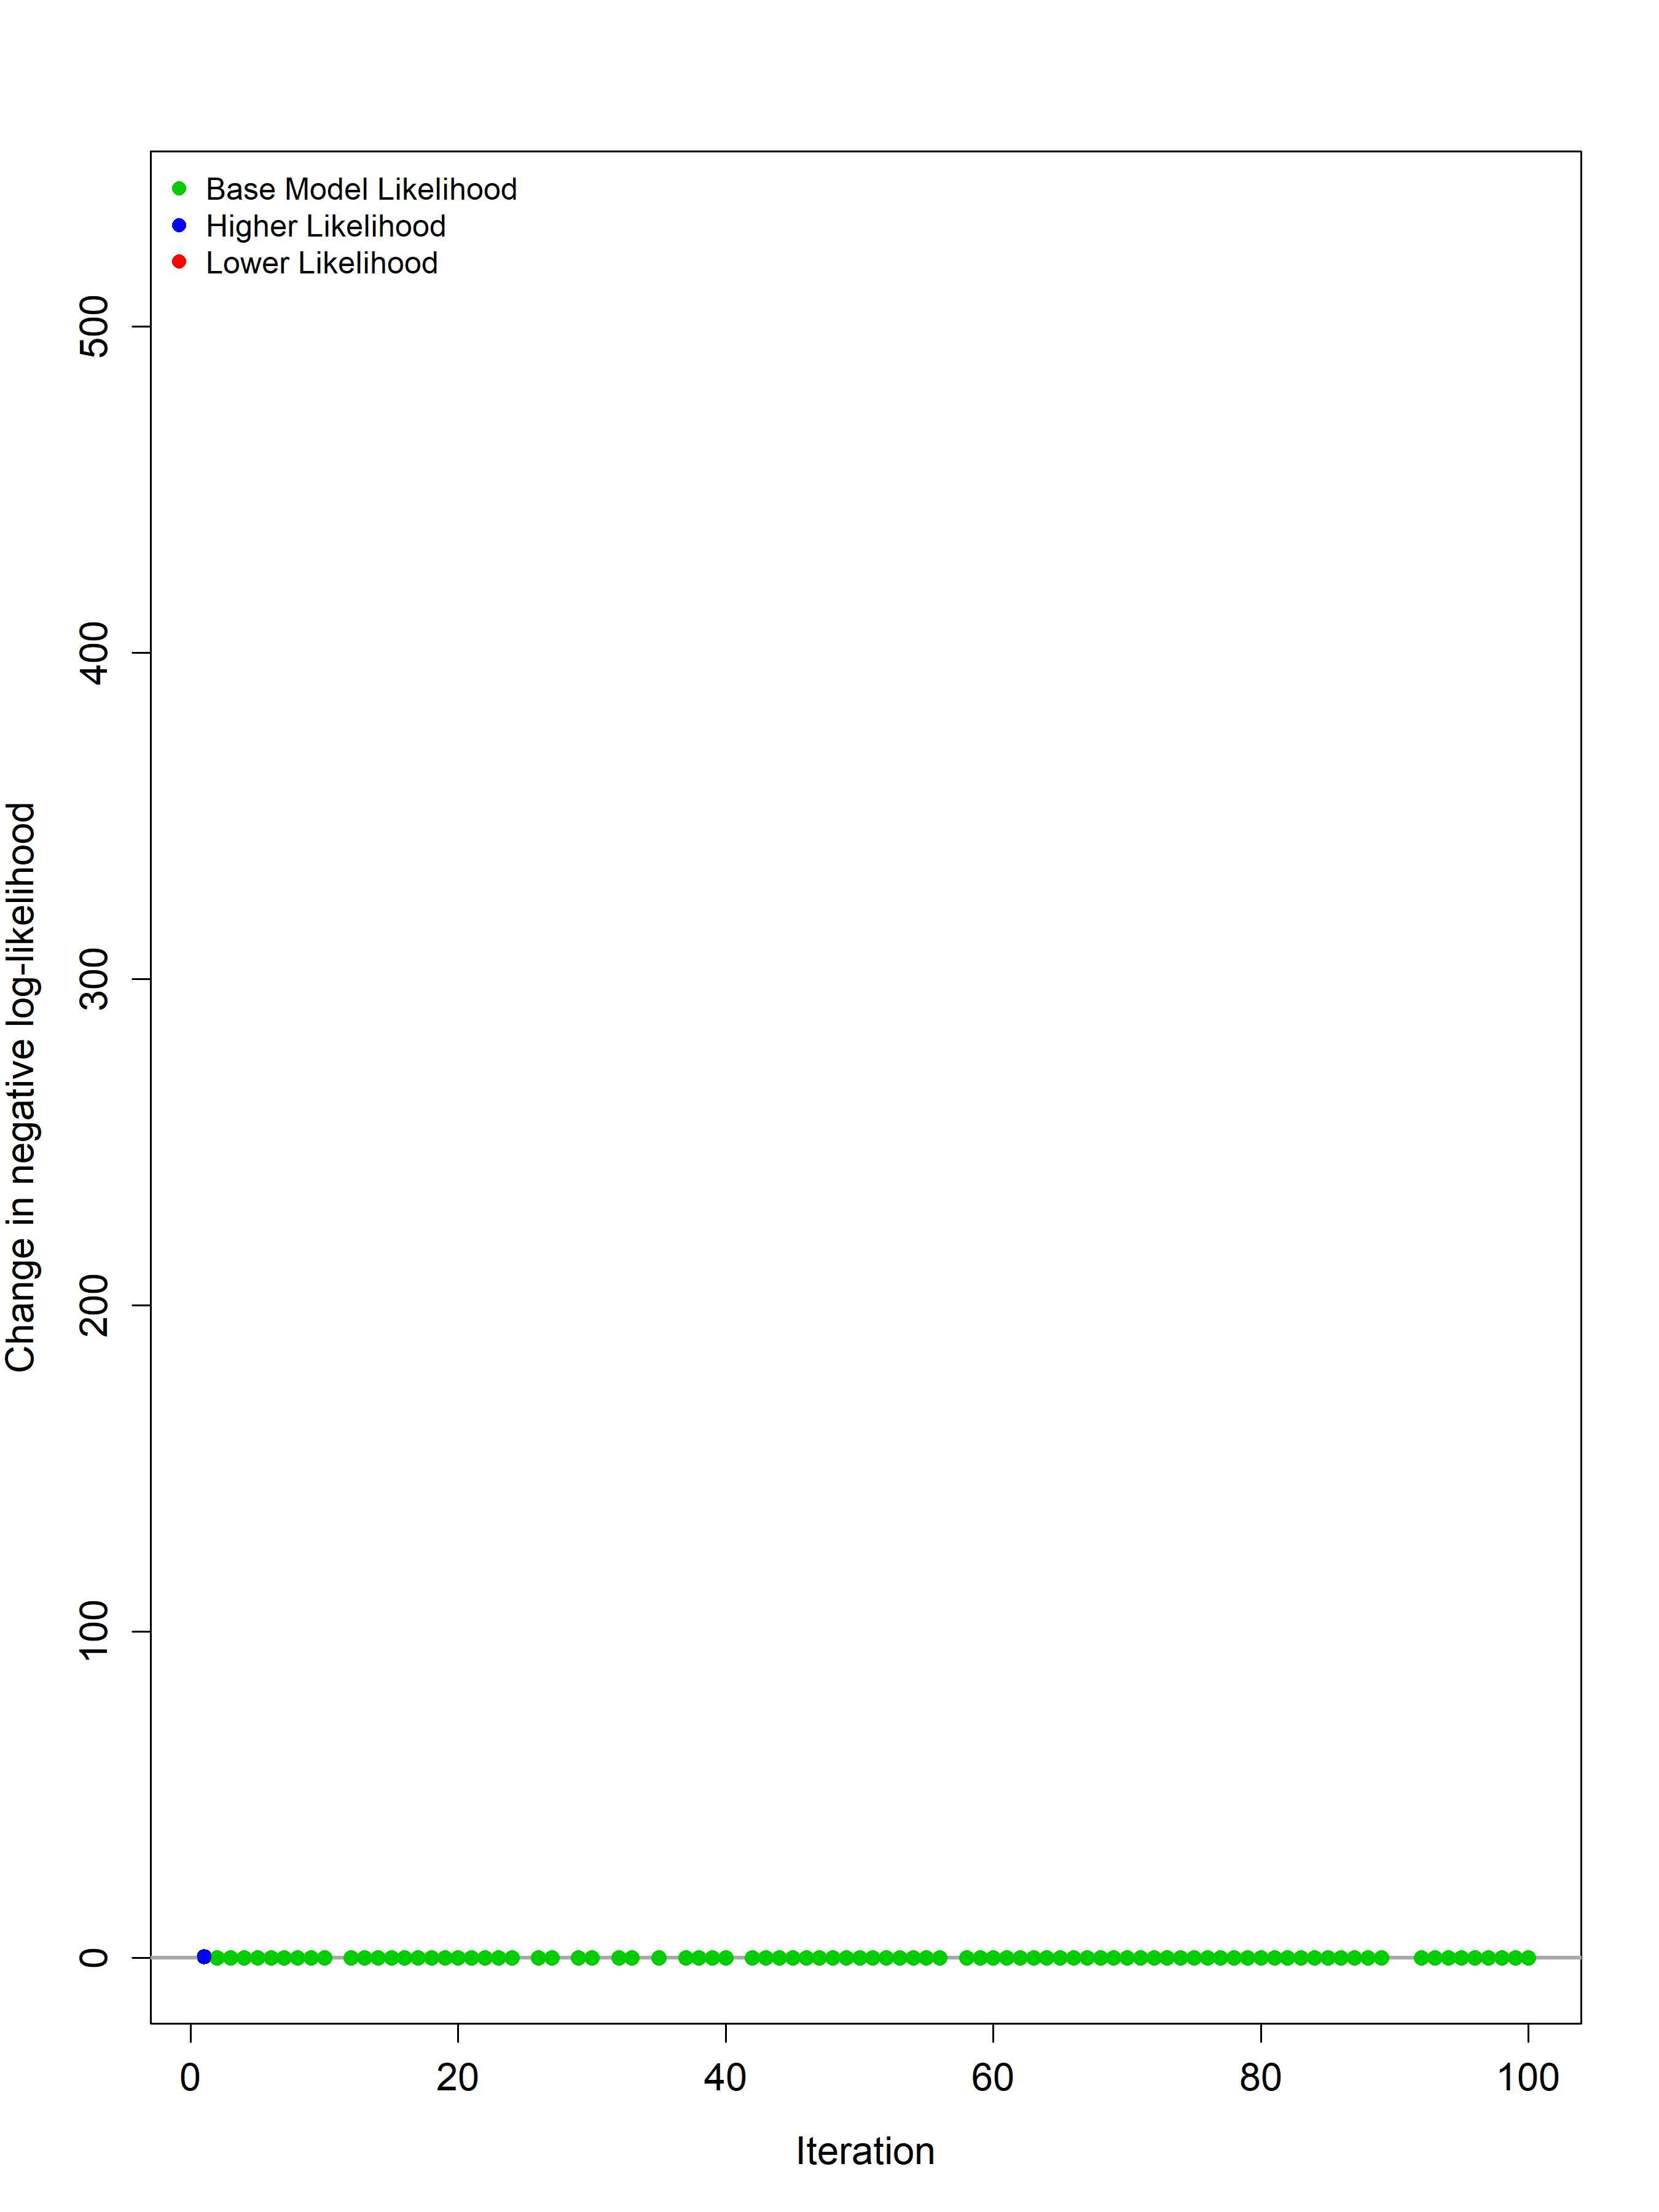 Base Model Likelihood
Higher Likelihood
Lower Likelihood
500
400
300
200
100
0
Change in negative log-likelihood
0 20 40 60 80 100
Iteration